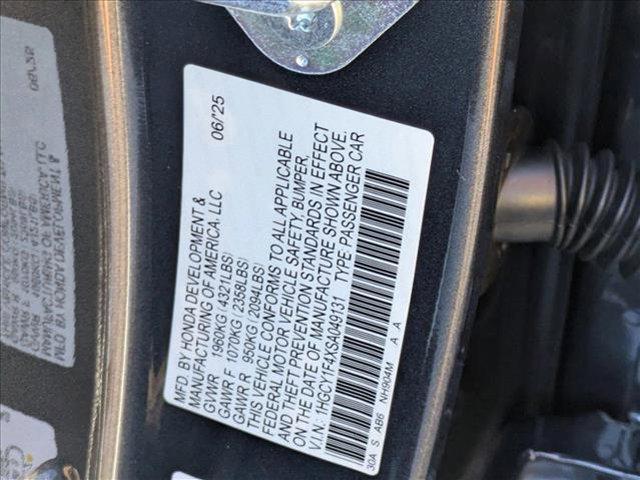 MFD. BY HONDA DEVELOPMENT &
MANUFACTURING OF AMERICA, LLC 06/25
GVWR 1960KG (4321LBS)
GAWR F 1070KG (2358LBS)
GAWR R 950KG (2094LBS)
THIS VEHICLE CONFORMS TO ALL APPLICABLE
FEDERAL MOTOR VEHICLE SAFETY, BUMPER,
AND THEFT PREVENTION STANDARDS IN EFFECT
ON THE DATE OF MANUFACTURE SHOWN ABOVE.
V.I.N. 1HGCY1F4XSA049131 TYPE PASSENGER CAR
30A S AB6 NH904M A A